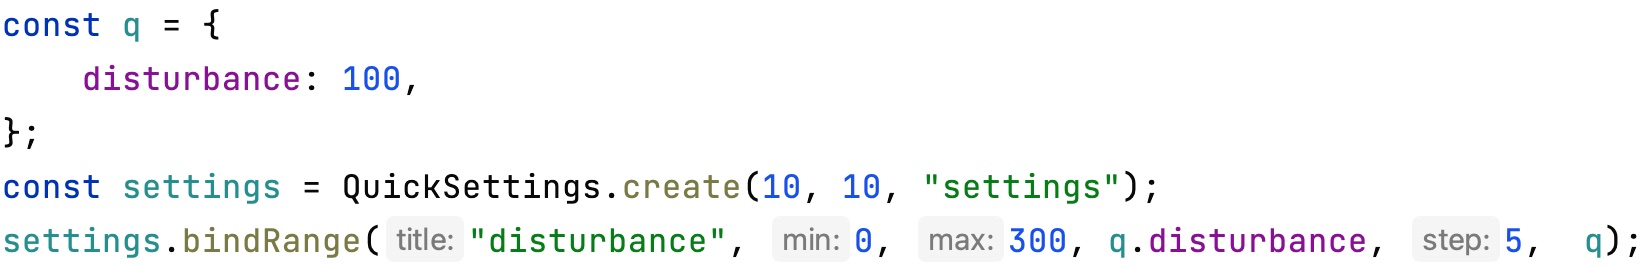 const q = {
    disturbance: 100,
};
const settings = QuickSettings.create(10, 10, "settings");
settings.bindRange( title: "disturbance", min: 0, max: 300, q.disturbance, step: 5, q);